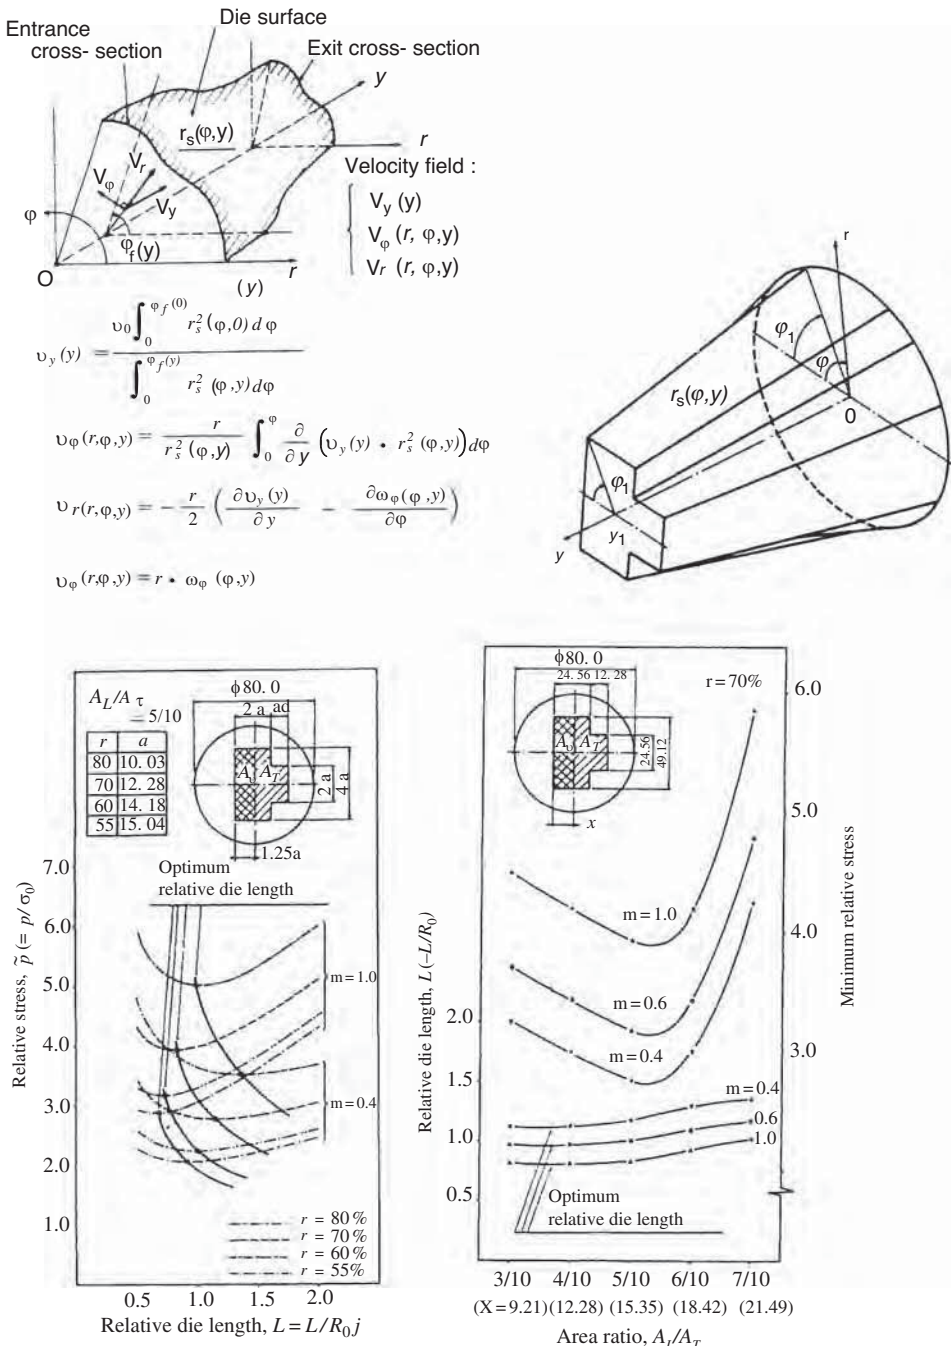 Die surface
Entrance
cross- section
Exit cross- section
y
r_s(φ,y)
r
V_r
V_φ
V_y
φ
φ_f(y)
O
r
(y)
Velocity field :
V_y (y)
V_φ (r, φ,y)
V_r (r, φ,y)
υ_y(y) = υ_0 ∫_0^{φ_f(0)} r_s^2 (φ,0) d φ / ∫_0^{φ_f(y)} r_s^2 (φ,y) dφ
υ_φ(r,φ,y) = r / r_s^2(φ,y) ∫_0^φ ∂/∂y (υ_y(y) • r_s^2 (φ,y)) dφ
υ_r(r,φ,y) = − r/2 ( ∂υ_y(y)/∂y − ∂ω_φ(φ,y)/∂φ )
υ_φ(r,φ,y) = r • ω_φ (φ,y)
r
φ_1
φ
r_s(φ,y)
O
φ_1
y_1
y
A_L/A τ
= 5/10
r a
80 10. 03
70 12. 28
60 14. 18
55 15. 04
ϕ80. 0
2 a ad
A A_T
2 a
4 a
1.25a
Optimum
relative die length
7.0
6.0
5.0
4.0
3.0
2.0
1.0
Relative stress, p̃ (= p/σ_0)
m=1.0
m=0.4
r = 80%
r = 70%
r = 60%
r = 55%
0.5 1.0 1.5 2.0
Relative die length, L = L/R_0 j
ϕ80. 0
24. 56 12. 28
r=70%
A_υ A_T
24.56
49.12
x
6.0
5.0
4.0
3.0
Minimum relative stress
m=1.0
m=0.6
m=0.4
m=0.4
0.6
1.0
2.0
1.5
1.0
0.5
Relative die length, L (–L/R_0)
Optimum
relative die length
3/10 4/10 5/10 6/10 7/10
(X=9.21) (12.28) (15.35) (18.42) (21.49)
Area ratio, A_L/A_T